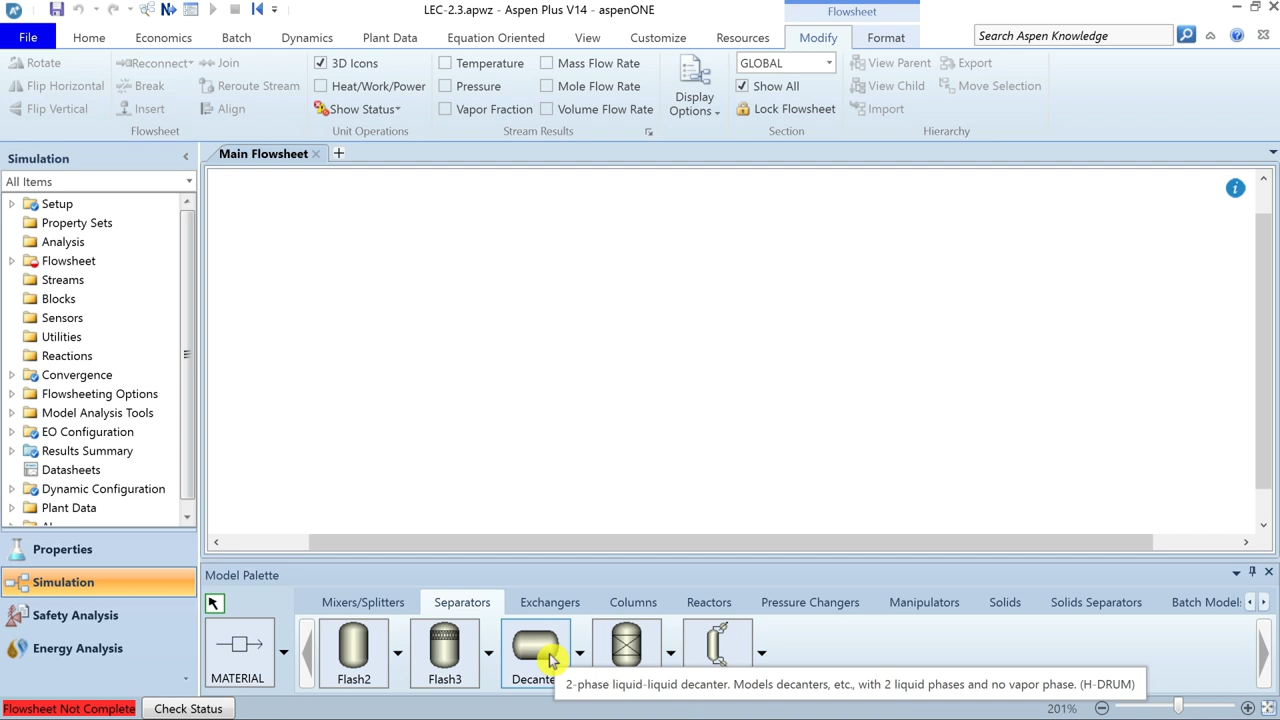 LEC-2.3.apwz - Aspen Plus V14 - aspenONE
Flowsheet
File
Home
Economics
Batch
Dynamics
Plant Data
Equation Oriented
View
Customize
Resources
Modify
Format
Search Aspen Knowledge
Rotate
Reconnect
Join
3D Icons
Temperature
Mass Flow Rate
GLOBAL
View Parent
Export
Flip Horizontal
Break
Reroute Stream
Heat/Work/Power
Pressure
Mole Flow Rate
Display
Options
Show All
View Child
Move Selection
Flip Vertical
Insert
Align
Show Status
Vapor Fraction
Volume Flow Rate
Lock Flowsheet
Import
Flowsheet
Unit Operations
Stream Results
Section
Hierarchy
Simulation
Main Flowsheet
All Items
Setup
Property Sets
Analysis
Flowsheet
Streams
Blocks
Sensors
Utilities
Reactions
Convergence
Flowsheeting Options
Model Analysis Tools
EO Configuration
Results Summary
Datasheets
Dynamic Configuration
Plant Data
Properties
Simulation
Safety Analysis
Energy Analysis
Model Palette
Mixers/Splitters
Separators
Exchangers
Columns
Reactors
Pressure Changers
Manipulators
Solids
Solids Separators
Batch Models
MATERIAL
Flash2
Flash3
Decanter
2-phase liquid-liquid decanter. Models decanters, etc., with 2 liquid phases and no vapor phase. (H-DRUM)
Flowsheet Not Complete
Check Status
201%